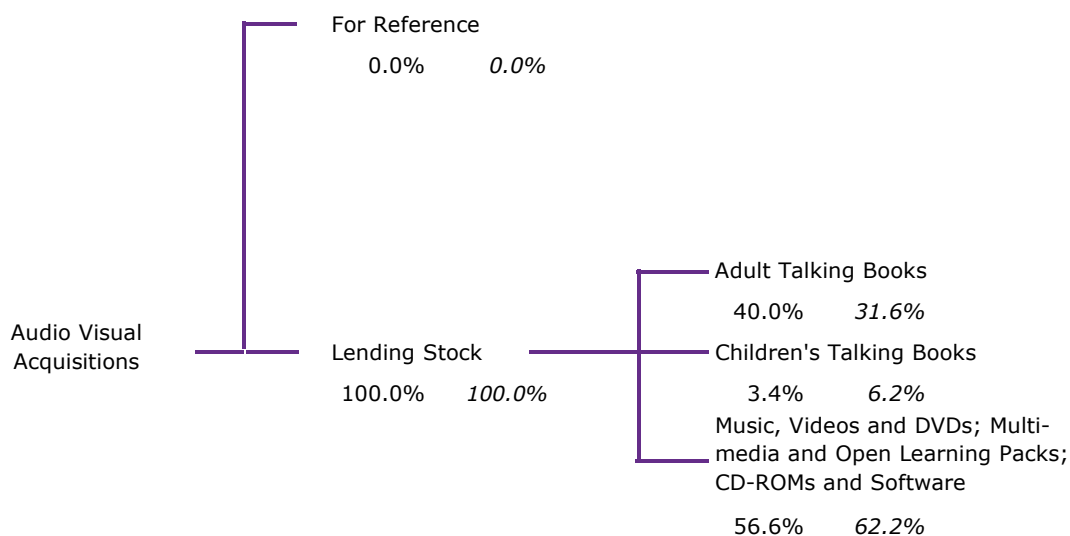 For Reference
0.0% 0.0%
Adult Talking Books
40.0% 31.6%
Audio Visual
Acquisitions
Lending Stock
100.0% 100.0%
Children's Talking Books
3.4% 6.2%
Music, Videos and DVDs; Multi-
media and Open Learning Packs;
CD-ROMs and Software
56.6% 62.2%